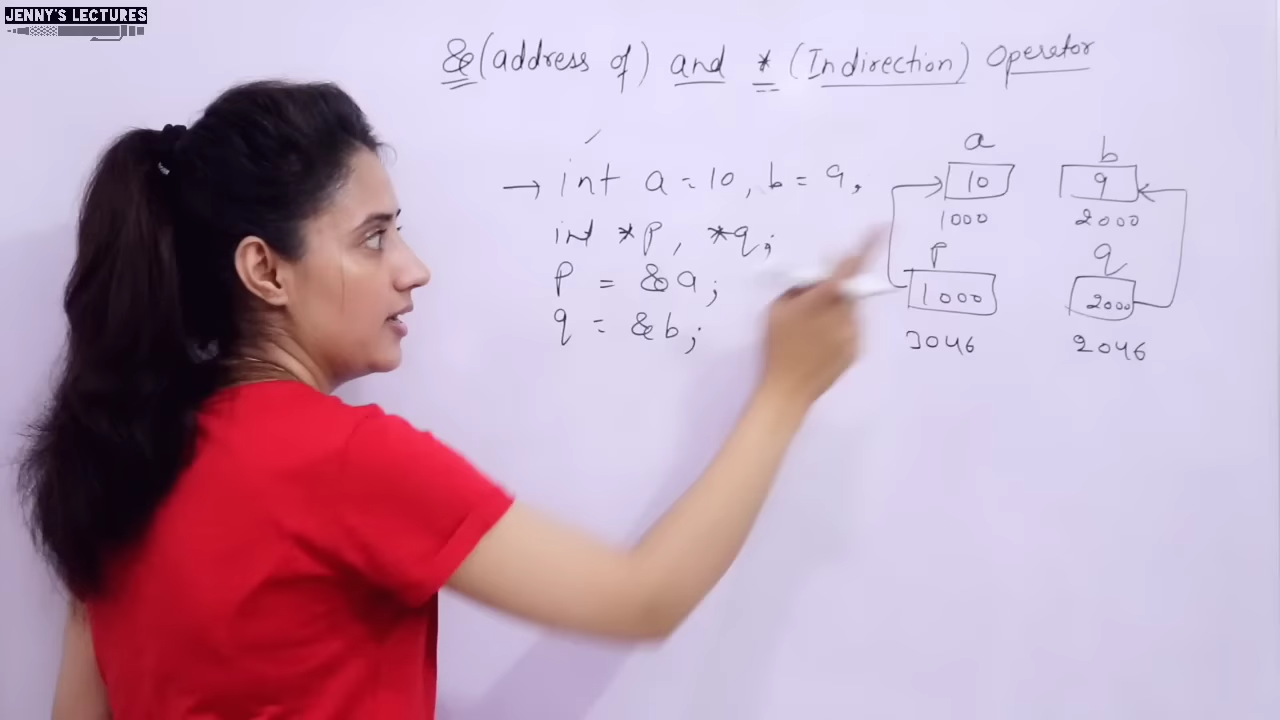 JENNY'S LECTURES
&(address of) and * (Indirection) Operator
→ int a = 10, b = 9,
int *p, *q;
p = &a;
q = &b;
a b
10 9
1000 2000
p q
1000 2000
3046 2046